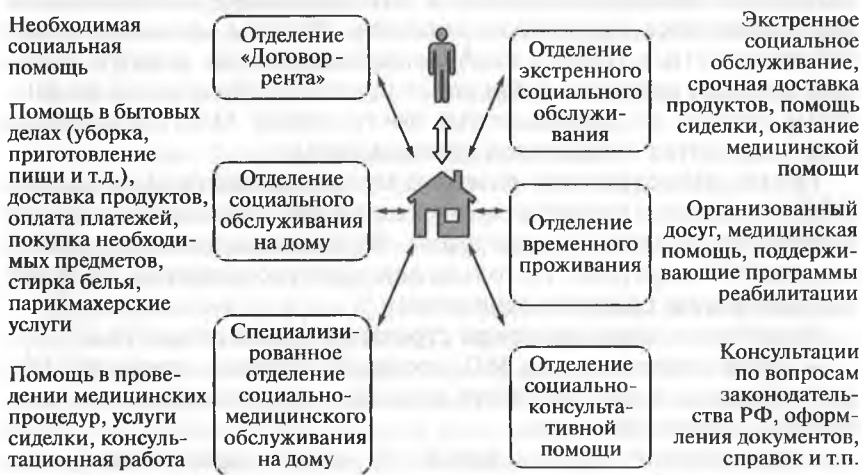 Необходимая
социальная
помощь
Помощь в бытовых
делах (уборка,
приготовление
пищи и т.д.),
доставка продуктов,
оплата платежей,
покупка необходи-
мых предметов,
стирка белья,
парикмахерские
услуги
Помощь в прове-
дении медицинских
процедур, услуги
сиделки, консуль-
тационная работа
Отделение
«Договор
рента»
Отделение
социального
обслуживания
на дому
Специализи-
рованное
отделение
социально-
медицинского
обслуживания
на дому
Отделение
экстренного
социального
обслужи-
вания
Отделение
временного
проживания
Отделение
социально-
консульта-
тивной
помощи
Экстренное
социальное
обслуживание,
срочная доставка
продуктов, помощь
сиделки, оказание
медицинской
помощи
Организованный
досуг, медицинская
помощь, поддержи-
вающие программы
реабилитации
Консультации
по вопросам
законодатель-
ства РФ, оформ-
ления документов,
справок и т.п.